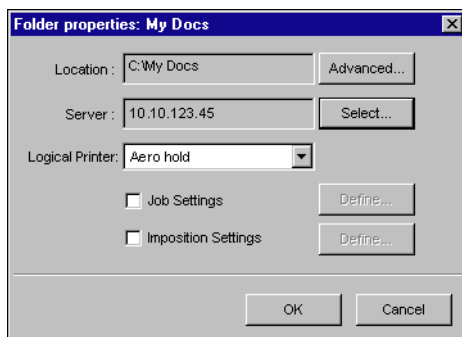 Folder properties: My Docs
Location : C:\My Docs Advanced...
Server : 10.10.123.45 Select...
Logical Printer: Aero hold
Job Settings Define...
Imposition Settings Define...
OK Cancel